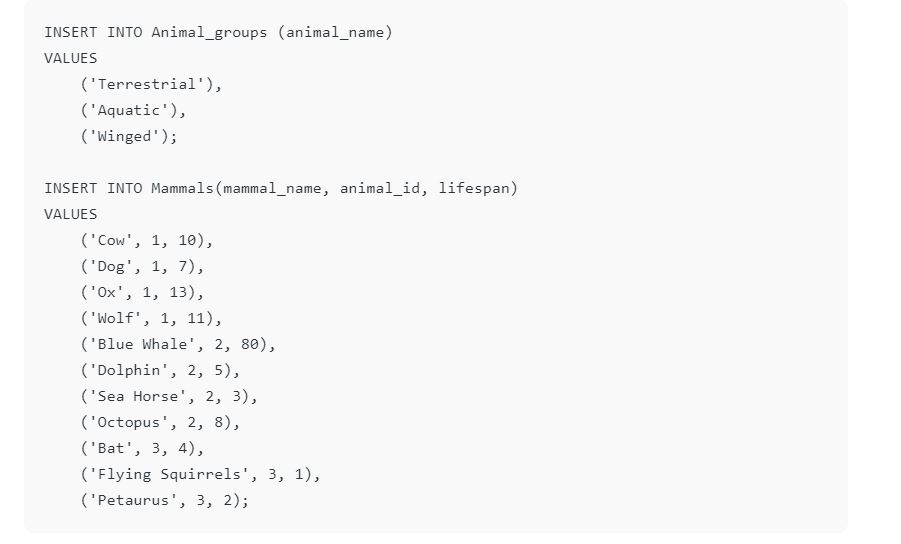 INSERT INTO Animal_groups (animal_name)
VALUES
('Terrestrial'),
('Aquatic'),
('Winged');
INSERT INTO Mammals(mammal_name, animal_id, lifespan)
VALUES
('Cow', 1, 10),
('Dog', 1, 7),
('Ox', 1, 13),
('Wolf', 1, 11),
('Blue Whale', 2, 80),
('Dolphin', 2, 5),
('Sea Horse', 2, 3),
('Octopus', 2, 8),
('Bat', 3, 4),
('Flying Squirrels', 3, 1),
('Petaurus', 3, 2);